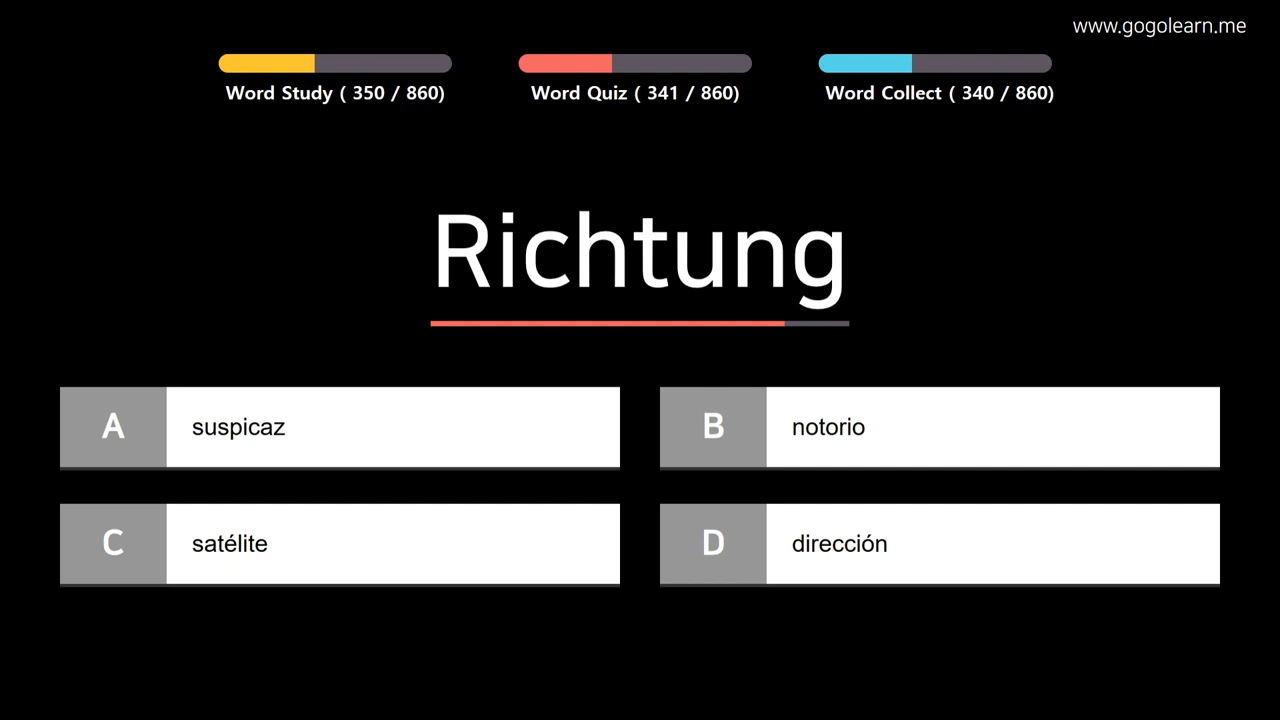 www.gogolearn.me
Word Study ( 350 / 860)
Word Quiz ( 341 / 860)
Word Collect ( 340 / 860)
Richtung
A suspicaz
B notorio
C satélite
D dirección